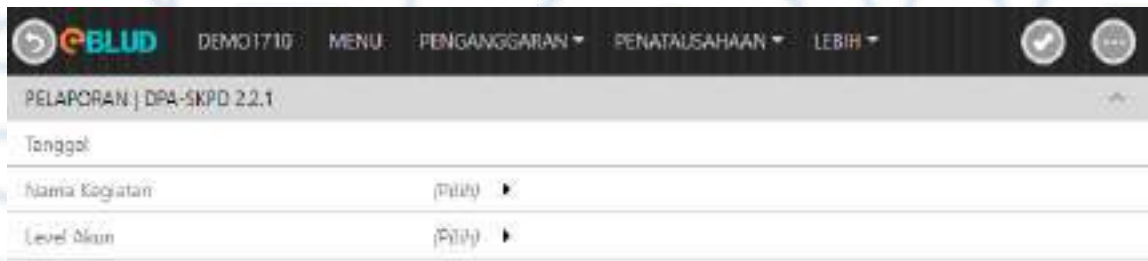 eBLUD DEMO1710 MENU PENGANGGARAN PENATAUSAHAAN LEBIH
PELAPORAN | DPA-SKPD 2.2.1
Tanggal
Nama Kegiatan (Pilih)
Level Akun (Pilih)